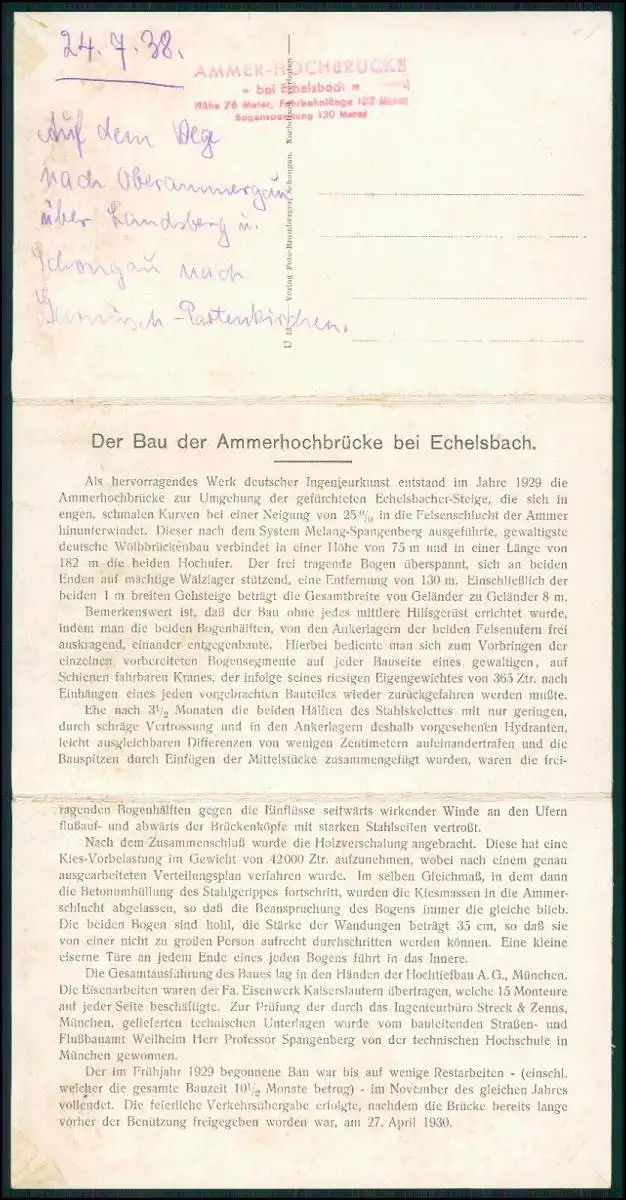 24.7.38.
AMMER-HOCHBRÜCKE
bei Echelsbach
Höhe 76 Meter, Fahrbahnlänge 182 Meter
Bogenspannung 130 Meter
Auf dem Wege
nach Oberammergau
über Landsberg u.
Schongau nach
Garmisch-Partenkirchen.
U 13 — Verlag Foto-Bromberger, Schongau. Nachdruck verboten —
Der Bau der Ammerhochbrücke bei Echelsbach.
Als hervorragendes Werk deutscher Ingenieurkunst entstand im Jahre 1929 die
Ammerhochbrücke zur Umgehung der gefürchteten Echelsbacher-Steige, die sich in
engen, schmalen Kurven bei einer Neigung von 25% in die Felsenschlucht der Ammer
hinunterwindet. Dieser nach dem System Melang-Spangenberg ausgeführte, gewaltigste
deutsche Wölbbrückenbau verbindet in einer Höhe von 75 m und in einer Länge von
182 m die beiden Hochufer. Der frei tragende Bogen überspannt, sich an beiden
Enden auf mächtige Wälzlager stützend, eine Entfernung von 130 m. Einschließlich der
beiden 1 m breiten Gehsteige beträgt die Gesamtbreite von Geländer zu Geländer 8 m.
Bemerkenswert ist, daß der Bau ohne jedes mittlere Hilfsgerüst errichtet wurde,
indem man die beiden Bogenhälften, von den Ankerlagern der beiden Felsenufern frei
auskragend, einander entgegenbaute. Hierbei bediente man sich zum Vorbringen der
einzelnen vorbereiteten Bogensegmente auf jeder Bauseite eines gewaltigen, auf
Schienen fahrbaren Kranes, der infolge seines riesigen Eigengewichtes von 365 Ztr. nach
Einhängen eines jeden vorgebrachten Bauteiles wieder zurückgefahren werden mußte.
Ehe nach 3½ Monaten die beiden Hälften des Stahlskelettes mit nur geringen,
durch schräge Vertrossung und in den Ankerlagern deshalb vorgesehenen Hydranten,
leicht ausgleichbaren Differenzen von wenigen Zentimetern aufeinandertrafen und die
Bauspitzen durch Einfügen der Mittelstücke zusammengefügt wurden, waren die frei-
ragenden Bogenhälften gegen die Einflüsse seitwärts wirkender Winde an den Ufern
flußauf- und abwärts der Brückenköpfe mit starken Stahlseilen vertroßt.
Nach dem Zusammenschluß wurde die Holzverschalung angebracht. Diese hat eine
Kies-Vorbelastung im Gewicht von 42000 Ztr. aufzunehmen, wobei nach einem genau
ausgearbeiteten Verteilungsplan verfahren wurde. Im selben Gleichmaß, in dem dann
die Betonumhüllung des Stahlgerippes fortschritt, wurden die Kiesmassen in die Ammer-
schlucht abgelassen, so daß die Beanspruchung des Bogens immer die gleiche blieb.
Die beiden Bogen sind hohl, die Stärke der Wandungen beträgt 35 cm, so daß sie
von einer nicht zu großen Person aufrecht durchschritten werden können. Eine kleine
eiserne Türe an jedem Ende eines jeden Bogens führt in das Innere.
Die Gesamtausführung des Baues lag in den Händen der Hochtiefbau A.G., München.
Die Eisenarbeiten waren der Fa. Eisenwerk Kaiserslautern übertragen, welche 15 Monteure
auf jeder Seite beschäftigte. Zur Prüfung der durch das Ingenieurbüro Streck & Zenns,
München, gelieferten technischen Unterlagen wurde vom bauleitenden Straßen- und
Flußbauamt Weilheim Herr Professor Spangenberg von der technischen Hochschule in
München gewonnen.
Der im Frühjahr 1929 begonnene Bau war bis auf wenige Restarbeiten - (einschl.
welcher die gesamte Bauzeit 10½ Monate betrug) - im November des gleichen Jahres
vollendet. Die feierliche Verkehrsübergabe erfolgte, nachdem die Brücke bereits lange
vorher der Benützung freigegeben worden war, am 27. April 1930.